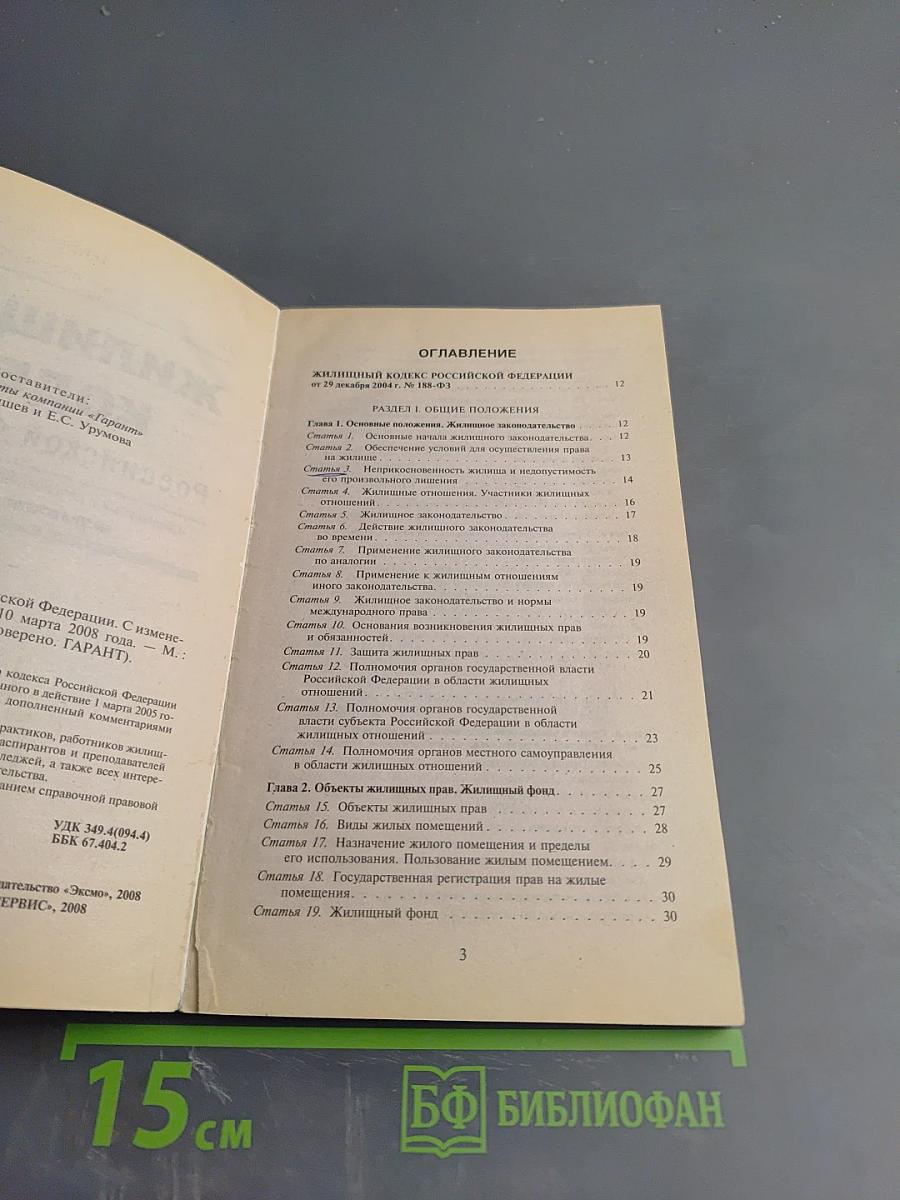 оставители:
ты компании «Гарант»
шев и Е.С. Урумова
ской Федерации. С измене-
10 марта 2008 года. — М. :
оверено. ГАРАНТ).
кодекса Российской Федерации
нного в действие 1 марта 2005 го-
дополненный комментариями
рактиков, работников жилищ-
аспирантов и преподавателей
леджей, а также всех интере-
тельства.
анием справочной правовой
УДК 349.4(094.4)
ББК 67.404.2
дательство «Эксмо», 2008
ЕРВИС», 2008
ОГЛАВЛЕНИЕ
ЖИЛИЩНЫЙ КОДЕКС РОССИЙСКОЙ ФЕДЕРАЦИИ
от 29 декабря 2004 г. № 188-ФЗ . . . . . . . . . . 12
РАЗДЕЛ I. ОБЩИЕ ПОЛОЖЕНИЯ
Глава 1. Основные положения. Жилищное законодательство . . . . 12
Статья 1. Основные начала жилищного законодательства. . . 12
Статья 2. Обеспечение условий для осуществления права
на жилище . . . . . . . . . . 13
Статья 3. Неприкосновенность жилища и недопустимость
его произвольного лишения . . . . . . . . . . 14
Статья 4. Жилищные отношения. Участники жилищных
отношений . . . . . . . . . . 16
Статья 5. Жилищное законодательство . . . . . . . . . . 17
Статья 6. Действие жилищного законодательства
во времени . . . . . . . . . . 18
Статья 7. Применение жилищного законодательства
по аналогии . . . . . . . . . . 19
Статья 8. Применение к жилищным отношениям
иного законодательства. . . . . . . . . . 19
Статья 9. Жилищное законодательство и нормы
международного права . . . . . . . . . . 19
Статья 10. Основания возникновения жилищных прав
и обязанностей. . . . . . . . . . 19
Статья 11. Защита жилищных прав . . . . . . . . . . 20
Статья 12. Полномочия органов государственной власти
Российской Федерации в области жилищных
отношений. . . . . . . . . . 21
Статья 13. Полномочия органов государственной
власти субъекта Российской Федерации в области
жилищных отношений . . . . . . . . . . 23
Статья 14. Полномочия органов местного самоуправления
в области жилищных отношений . . . . . . . . . . 25
Глава 2. Объекты жилищных прав. Жилищный фонд. . . . . . 27
Статья 15. Объекты жилищных прав . . . . . . . . . . 27
Статья 16. Виды жилых помещений . . . . . . . . . . 28
Статья 17. Назначение жилого помещения и пределы
его использования. Пользование жилым помещением. . . . 29
Статья 18. Государственная регистрация прав на жилые
помещения. . . . . . . . . . 30
Статья 19. Жилищный фонд . . . . . . . . . . 30
3
15 см
БФ БИБЛИОФАН